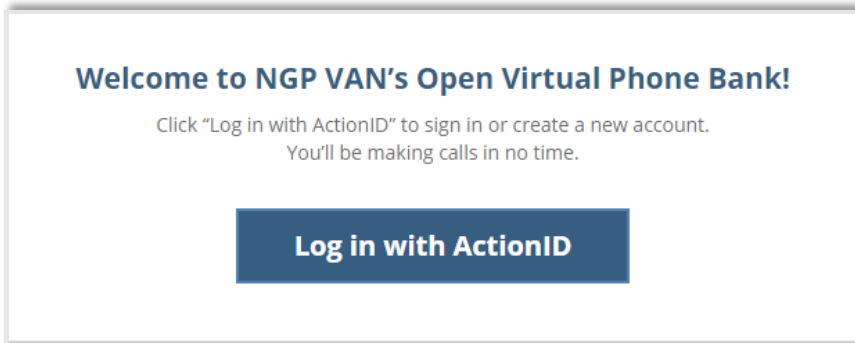 Welcome to NGP VAN’s Open Virtual Phone Bank!
Click “Log in with ActionID” to sign in or create a new account.
You’ll be making calls in no time.
Log in with ActionID